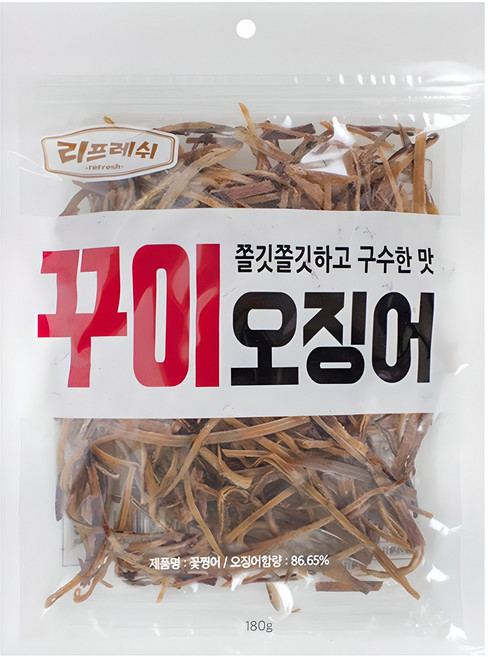 리프레쉬
refresh
쫄깃쫄깃하고 구수한 맛
꾸이오징어
제품명 : 꽃찡어 / 오징어함량 : 86.65%
180g